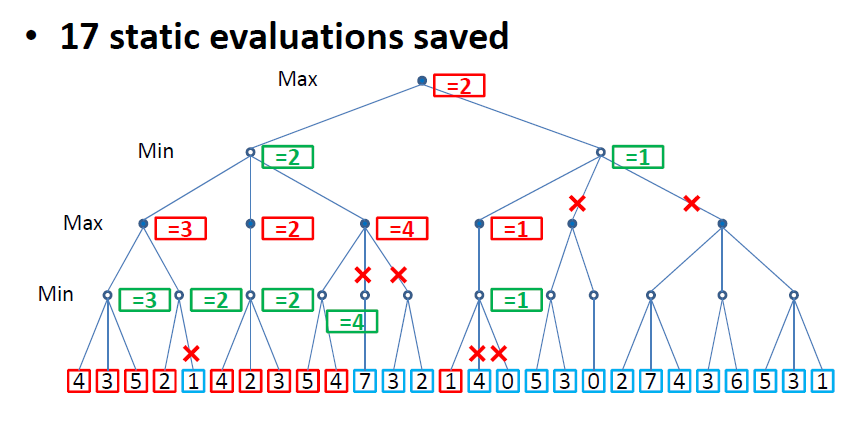 • 17 static evaluations saved
Max =2
Min =2 =1
Max =3 =2 =4 =1
Min =3 =2 =2 =1
=4
4 3 5 2 1 4 2 3 5 4 7 3 2 1 4 0 5 3 0 2 7 4 3 6 5 3 1